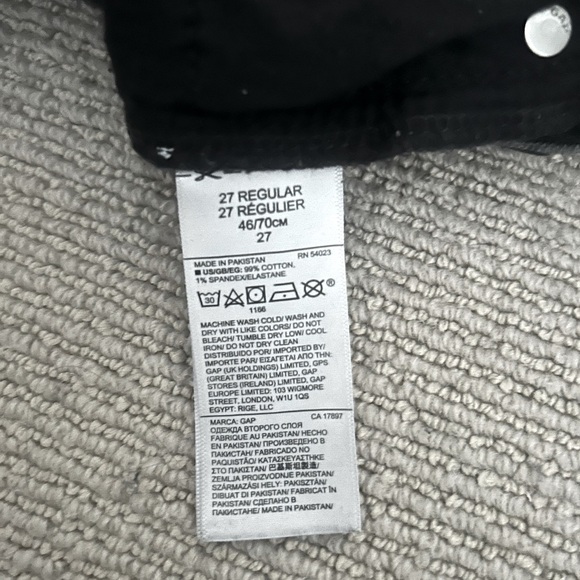 GAP
27 REGULAR
27 RÉGULIER
46/70CM
27
MADE IN PAKISTAN RN 54023
■ US/GB/EG: 99% COTTON,
1% SPANDEX/ELASTANE
30
®
1166
MACHINE WASH COLD/ WASH AND
DRY WITH LIKE COLORS/ DO NOT
BLEACH/ TUMBLE DRY LOW/ COOL
IRON/ DO NOT DRY CLEAN
DISTRIBUIDO POR/ IMPORTED BY/
IMPORTE PAR/ ΕΙΣΑΓΕΤΑΙ ΑΠΟ ΤΗΝ:
GAP (UK HOLDINGS) LIMITED, GPS
(GREAT BRITAIN) LIMITED, GAP
STORES (IRELAND) LIMITED, GAP
EUROPE LIMITED: 103 WIGMORE
STREET, LONDON, W1U 1QS
EGYPT: RIGE, LLC
MARCA: GAP CA 17897
ОДЕЖДА ВТОРОГО СЛОЯ
FABRIQUE AU PAKISTAN/ HECHO
EN PAKISTAN/ ПРОИЗВЕДЕНО В
ПАКИСТАН/ FABRICADO NO
PAQUISTÃO/ ΚΑΤΑΣΚΕΥΑΣΤΗΚΕ
ΣΤΟ ΠΑΚΙΣΤΑΝ/ 巴基斯坦製造/
ZEMLJA PROIZVODNJE PAKISTAN/
SZÁRMAZÁSI HELY: PAKISZTÁN/
DIBUAT DI PAKISTAN/ FABRICAT ÎN
PAKISTAN/ СДЕЛАНО В
ПАКИСТАНЕ/ MADE IN PAKISTAN/